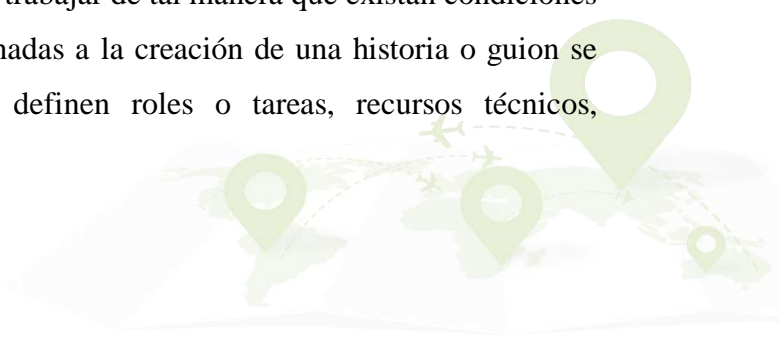 trabajar de tal manera que existan condiciones
nadas a la creación de una historia o guion se
definen roles o tareas, recursos técnicos,